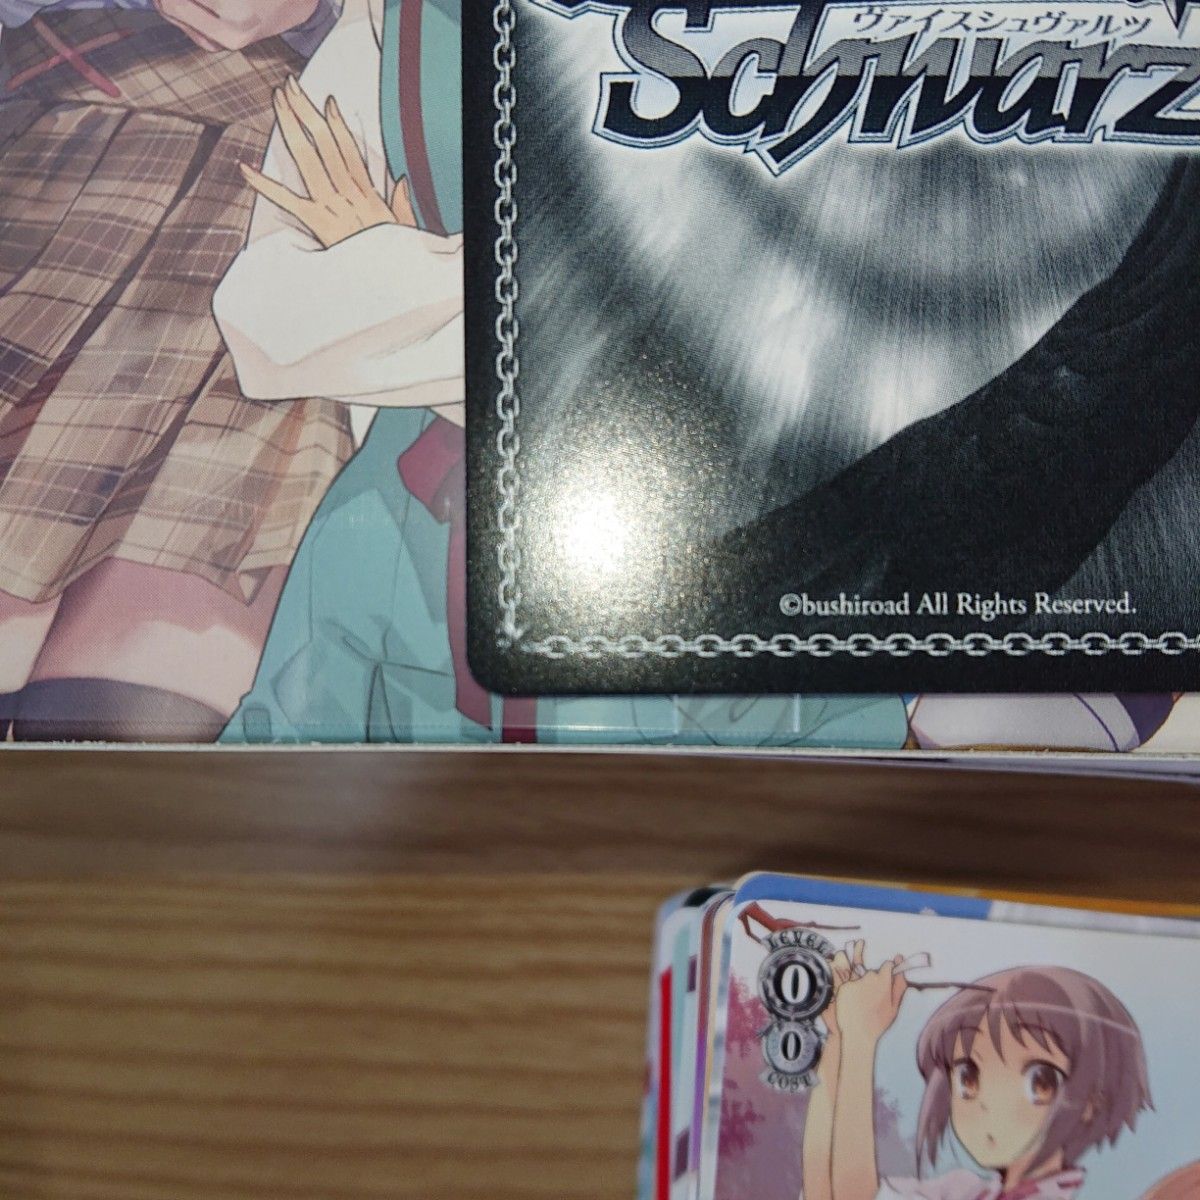 ヴァイスシュヴァルツ
Schwarz
©bushiroad All Rights Reserved.
LEVEL
0
0
COST